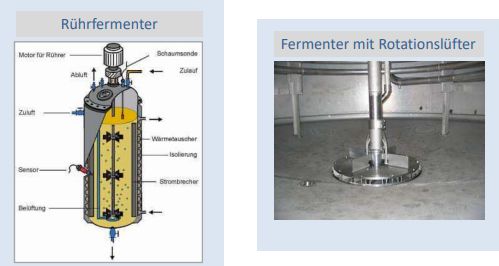 Rührfermenter
Motor für Rührer
Schaumsonde
Abluft
Zulauf
Zuluft
Wärmetauscher
Isolierung
Sensor
Strombrecher
Belüftung
Fermenter mit Rotationslüfter